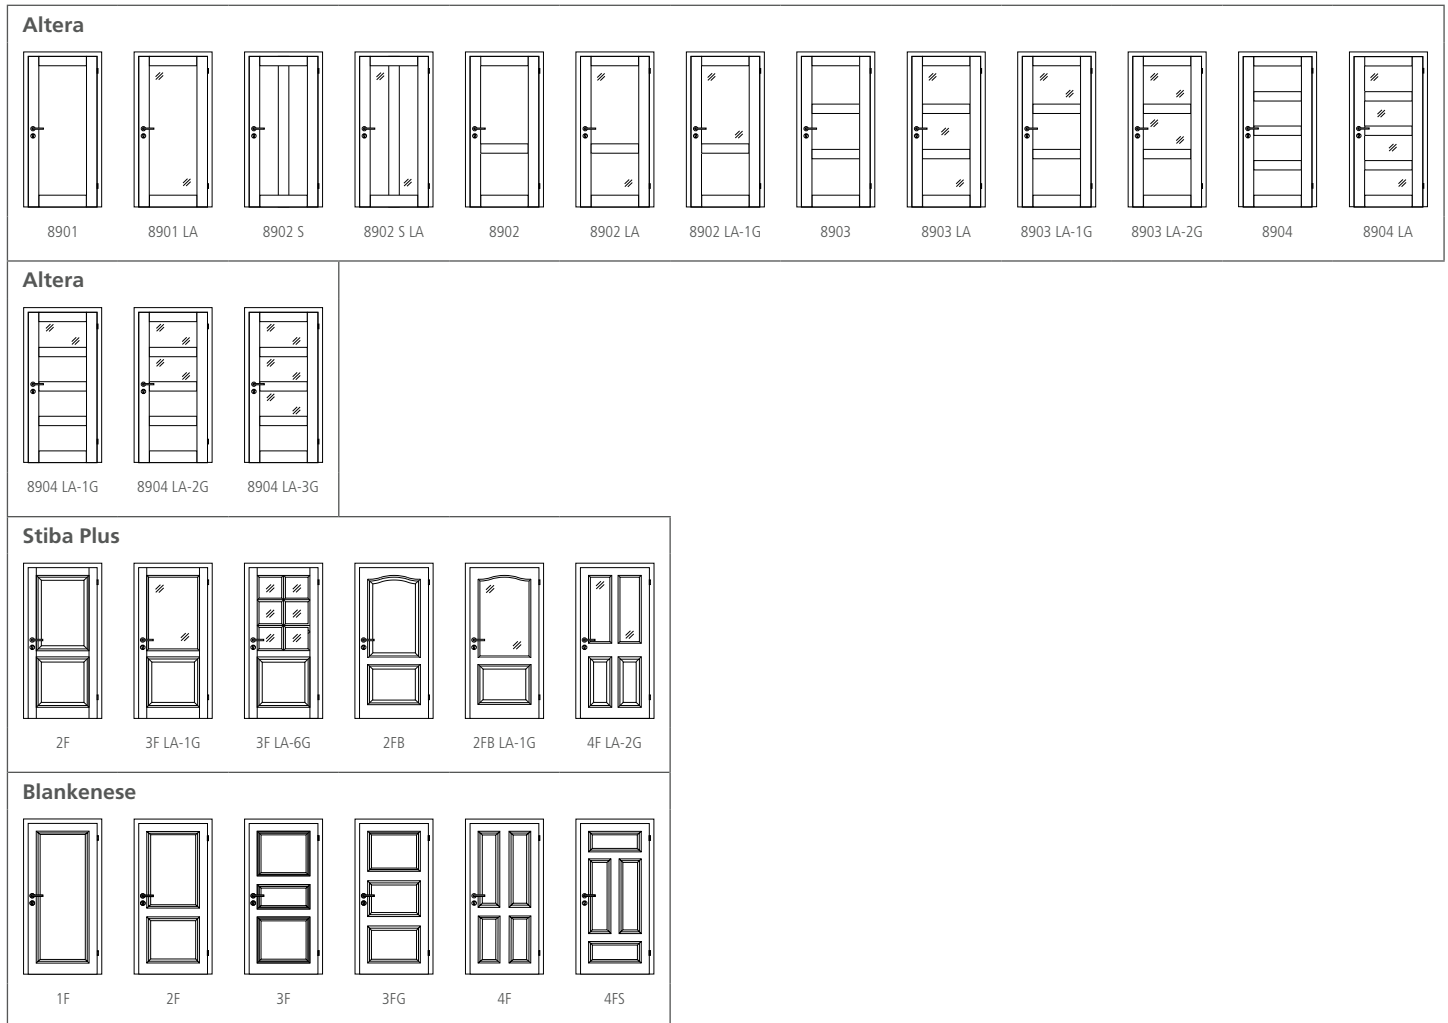 Altera
8901 8901 LA 8902 S 8902 S LA 8902 8902 LA 8902 LA-1G 8903 8903 LA 8903 LA-1G 8903 LA-2G 8904 8904 LA
Altera
8904 LA-1G 8904 LA-2G 8904 LA-3G
Stiba Plus
2F 3F LA-1G 3F LA-6G 2FB 2FB LA-1G 4F LA-2G
Blankenese
1F 2F 3F 3FG 4F 4FS